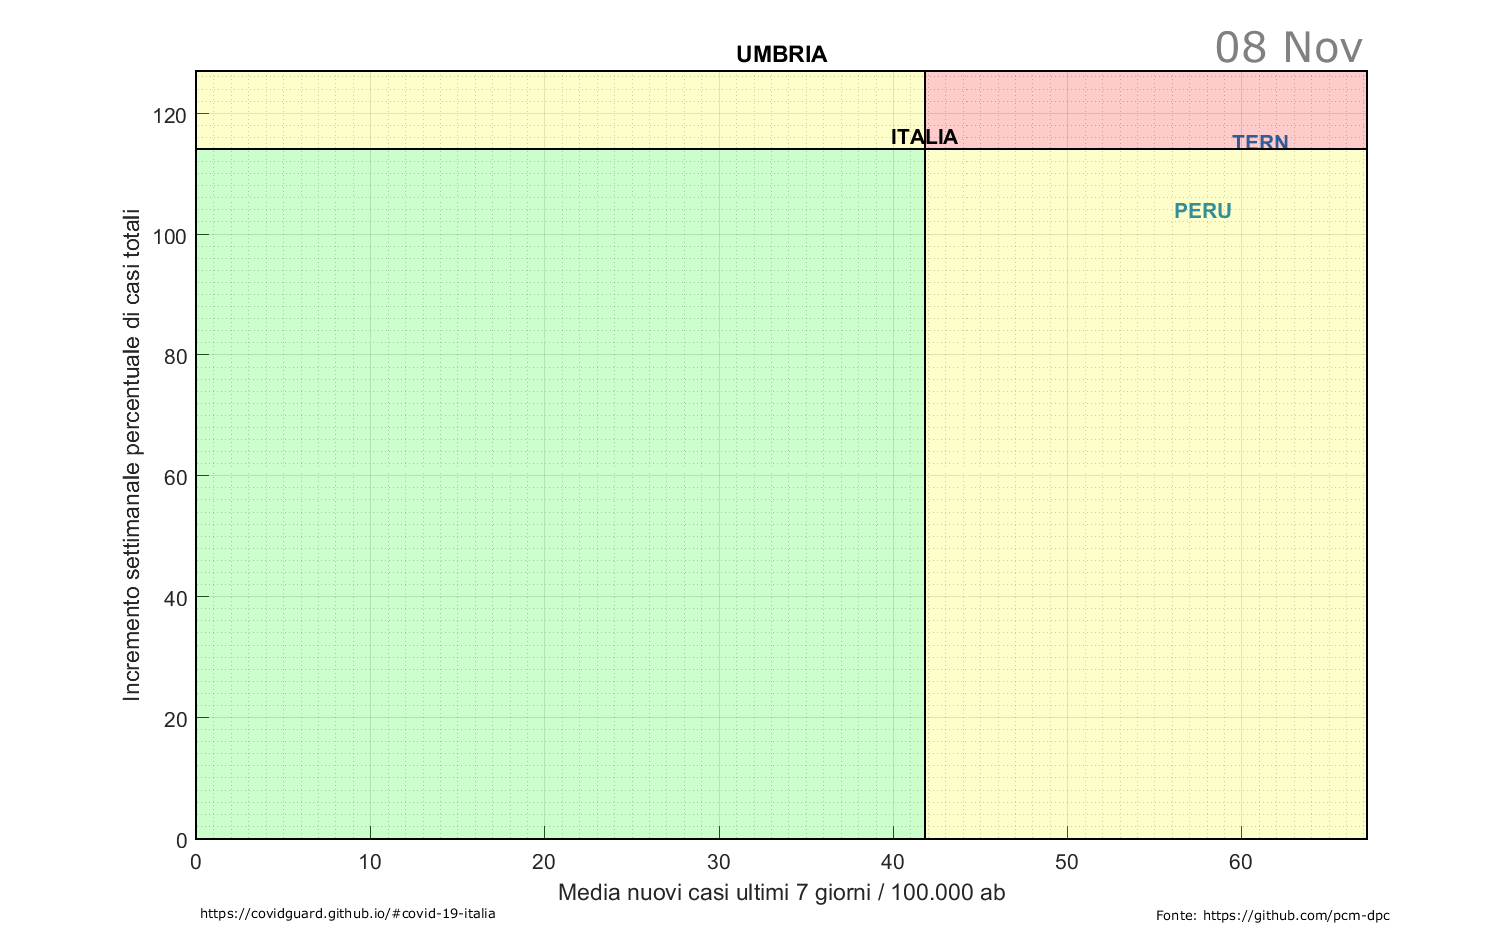 08 Nov
UMBRIA
120
ITALIA
TERN
PERU
100
80
60
40
20
0
Incremento settimanale percentuale di casi totali
0 10 20 30 40 50 60
Media nuovi casi ultimi 7 giorni / 100.000 ab
https://covidguard.github.io/#covid-19-italia
Fonte: https://github.com/pcm-dpc